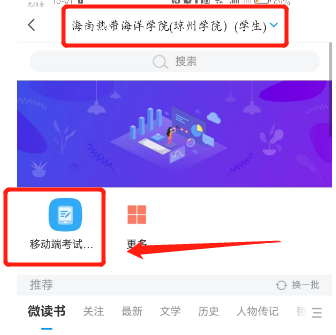 海南热带海洋学院(琼州学院) (学生)
搜索
移动端考试... 更多
推荐 换一批
微读书 关注 最新 文学 历史 人物传记